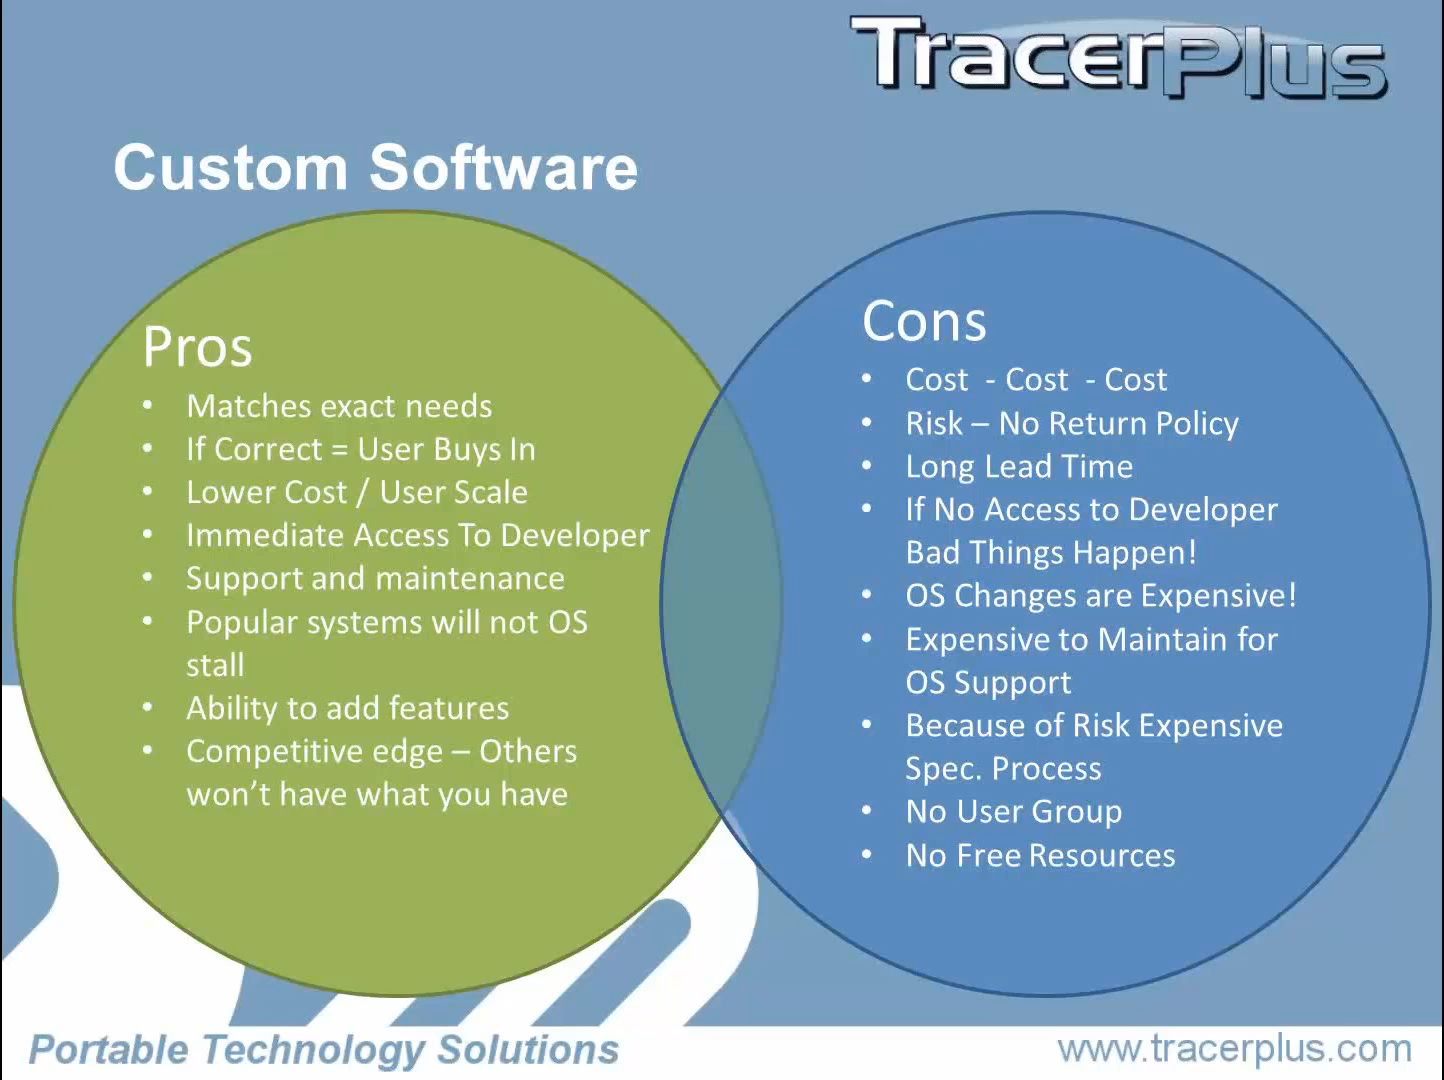 TracerPlus
Custom Software
Pros
• Matches exact needs
• If Correct = User Buys In
• Lower Cost / User Scale
• Immediate Access To Developer
• Support and maintenance
• Popular systems will not OS
stall
• Ability to add features
• Competitive edge – Others
won't have what you have
Cons
• Cost - Cost - Cost
• Risk – No Return Policy
• Long Lead Time
• If No Access to Developer
Bad Things Happen!
• OS Changes are Expensive!
• Expensive to Maintain for
OS Support
• Because of Risk Expensive
Spec. Process
• No User Group
• No Free Resources
Portable Technology Solutions
www.tracerplus.com